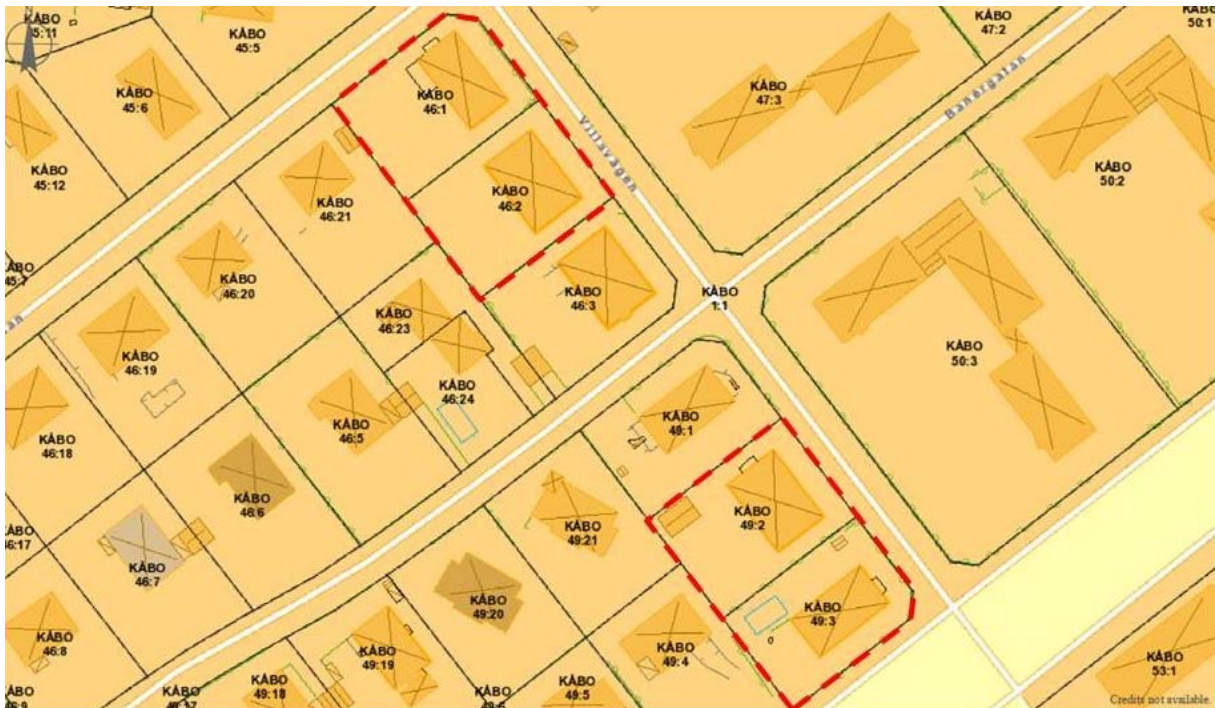 KÅBO
45:5
KÅBO
47:2
50:1
KÅBO
45:6
KÅBO
46:1
KÅBO
47:3
Banérgatan
KÅBO
45:12
Villavägen
KÅBO
50:2
KÅBO
46:21
KÅBO
46:2
KÅBO
46:20
KÅBO
46:3
KÅBO
1:1
KÅBO
46:23
KÅBO
46:19
KÅBO
50:3
KÅBO
46:24
KÅBO
46:5
KÅBO
49:1
KÅBO
46:18
KÅBO
46:6
KÅBO
49:2
KÅBO
49:21
KÅBO
46:7
KÅBO
49:20
KÅBO
49:3
KÅBO
46:8
KÅBO
49:19
KÅBO
49:4
KÅBO
53:1
KÅBO
49:18
KÅBO
49:5
Credits not available.